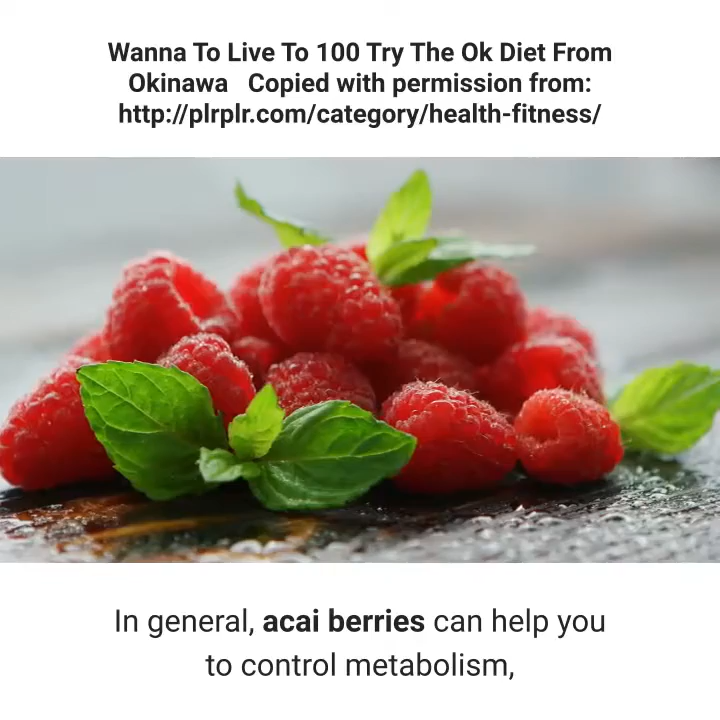 Wanna To Live To 100 Try The Ok Diet From
Okinawa   Copied with permission from:
http://plrplr.com/category/health-fitness/
In general, acai berries can help you
to control metabolism,